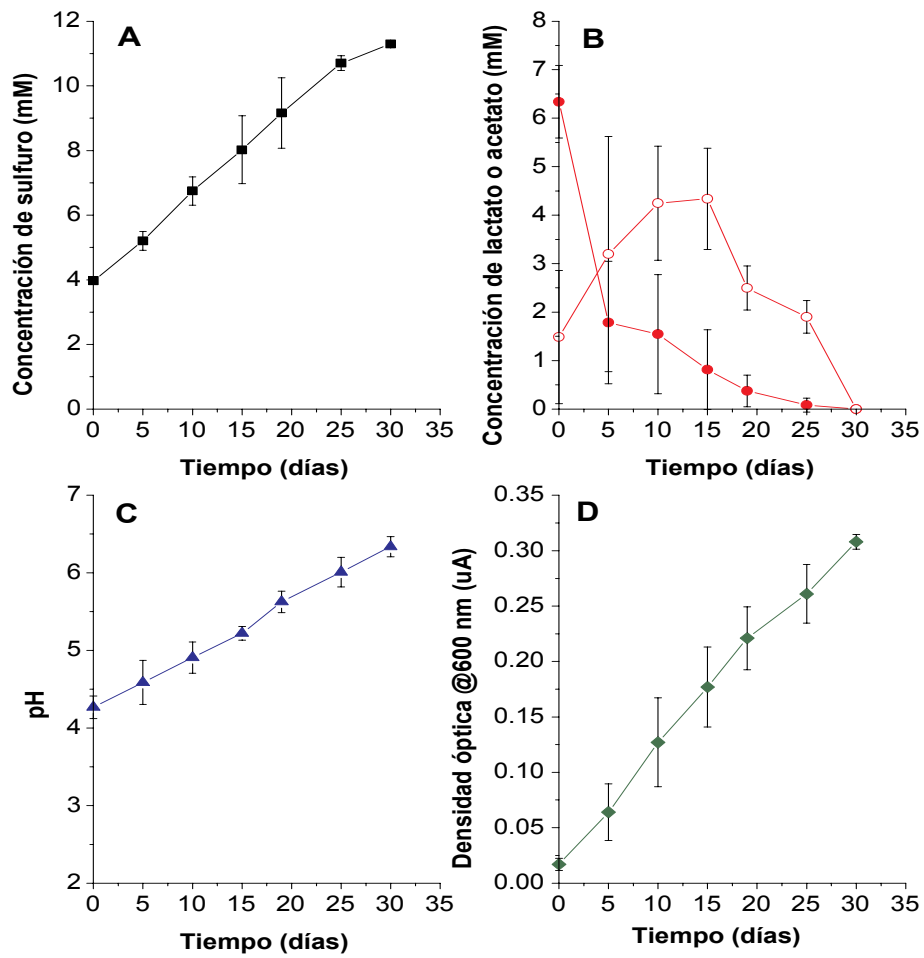 A
Concentración de sulfuro (mM)
12
10
8
6
4
2
0
0 5 10 15 20 25 30 35
Tiempo (días)
B
Concentración de lactato o acetato (mM)
8
7
6
5
4
3
2
1
0
0 5 10 15 20 25 30 35
Tiempo (días)
C
pH
7
6
5
4
3
2
0 5 10 15 20 25 30 35
Tiempo (días)
D
Densidad óptica @600 nm (uA)
0.35
0.30
0.25
0.20
0.15
0.10
0.05
0.00
0 5 10 15 20 25 30 35
Tiempo (días)